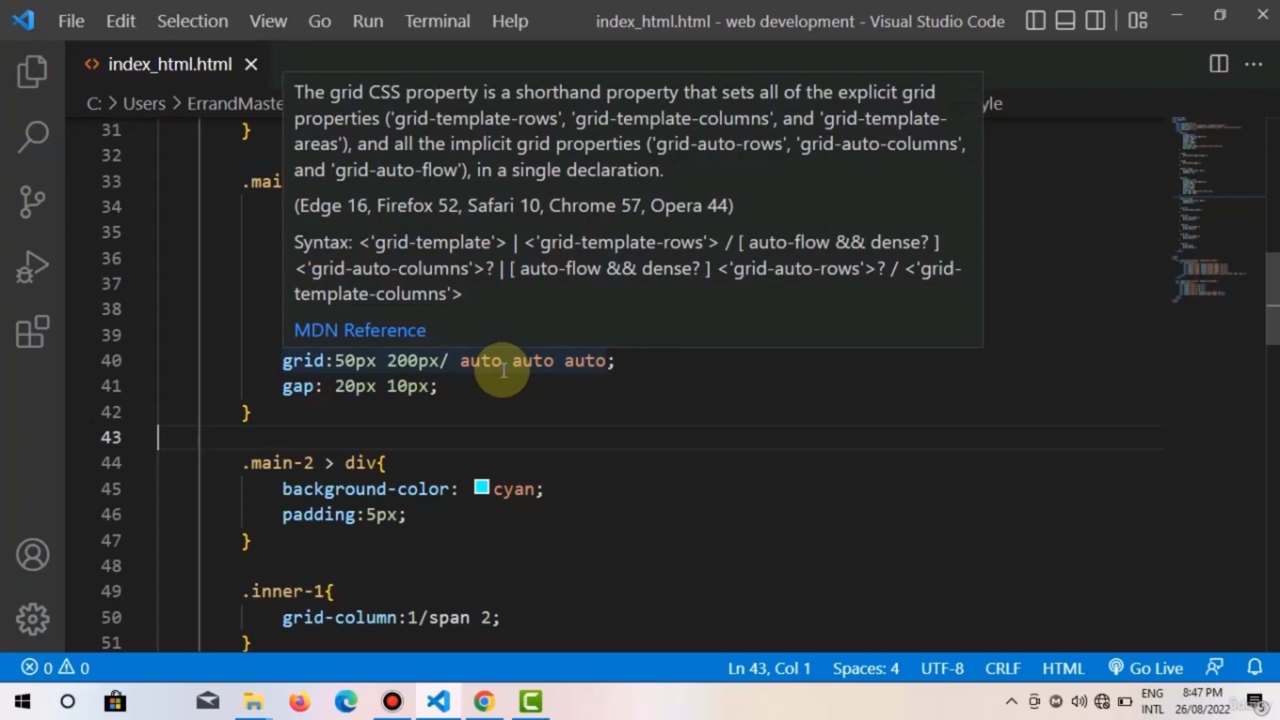 File Edit Selection View Go Run Terminal Help index_html.html - web development - Visual Studio Code
<> index_html.html
C: > Users > ErrandMaste yle
The grid CSS property is a shorthand property that sets all of the explicit grid
properties ('grid-template-rows', 'grid-template-columns', and 'grid-template-
areas'), and all the implicit grid properties ('grid-auto-rows', 'grid-auto-columns',
and 'grid-auto-flow'), in a single declaration.
(Edge 16, Firefox 52, Safari 10, Chrome 57, Opera 44)
Syntax: <'grid-template'> | <'grid-template-rows'> / [ auto-flow && dense? ]
<'grid-auto-columns'>? | [ auto-flow && dense? ] <'grid-auto-rows'>? / <'grid-
template-columns'>
MDN Reference
31 }
32
33 .mai
34
35
36
37
38
39
40 grid:50px 200px/ auto auto auto;
41 gap: 20px 10px;
42 }
43
44 .main-2 > div{
45 background-color: cyan;
46 padding:5px;
47 }
48
49 .inner-1{
50 grid-column:1/span 2;
51 }
0 0 Ln 43, Col 1 Spaces: 4 UTF-8 CRLF HTML Go Live
ENG 8:47 PM
INTL 26/08/2022